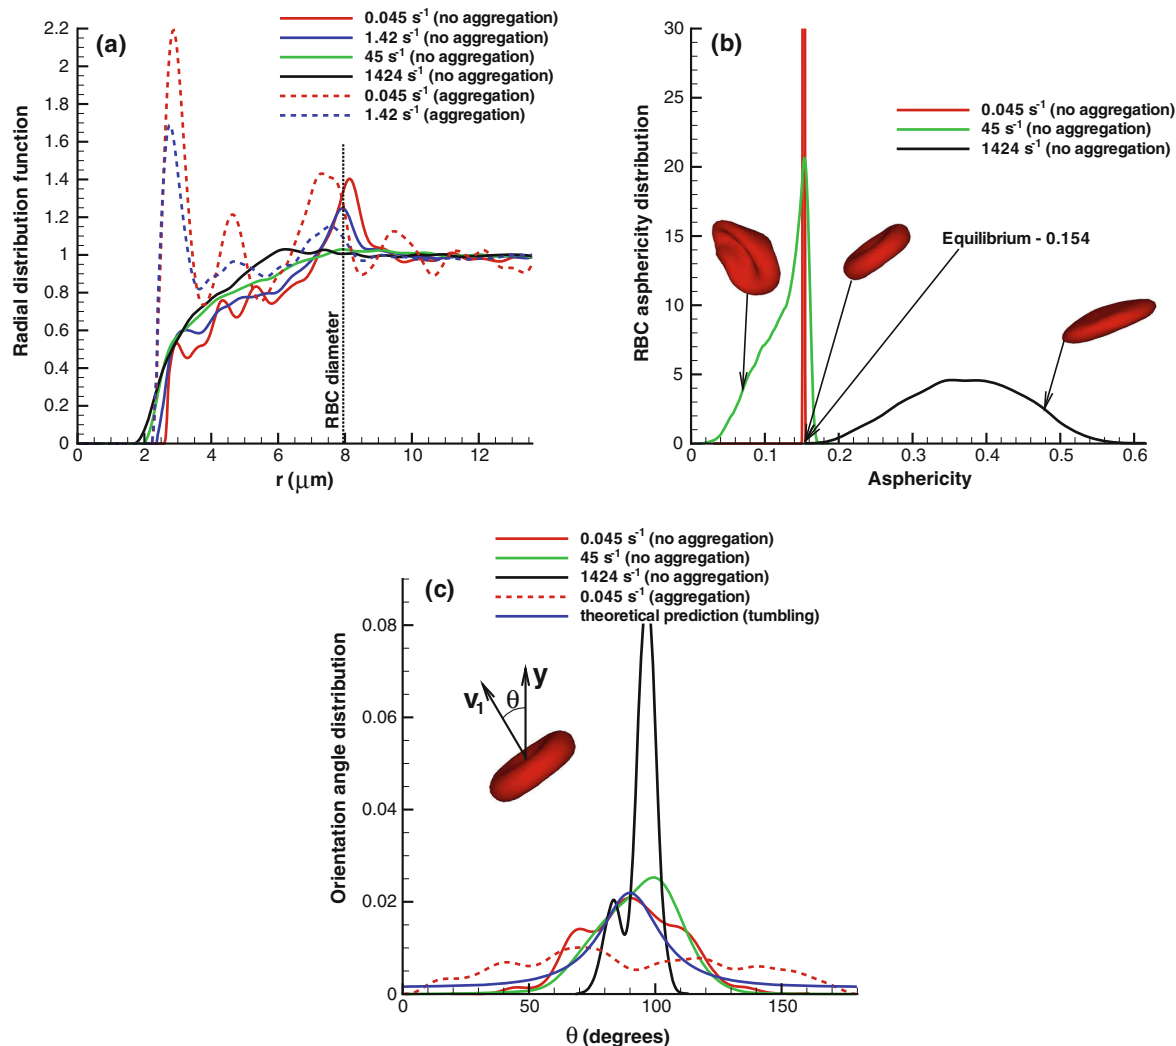 (a)
0.045 s-1 (no aggregation)
1.42 s-1 (no aggregation)
45 s-1 (no aggregation)
1424 s-1 (no aggregation)
0.045 s-1 (aggregation)
1.42 s-1 (aggregation)
2.2
2
1.8
1.6
1.4
1.2
1
0.8
0.6
0.4
0.2
0
Radial distribution function
RBC diameter
0 2 4 6 8 10 12
r (μm)
(b)
0.045 s-1 (no aggregation)
45 s-1 (no aggregation)
1424 s-1 (no aggregation)
Equilibrium - 0.154
30
25
20
15
10
5
0
RBC asphericity distribution
0 0.1 0.2 0.3 0.4 0.5 0.6
Asphericity
0.045 s-1 (no aggregation)
45 s-1 (no aggregation)
1424 s-1 (no aggregation)
0.045 s-1 (aggregation)
theoretical prediction (tumbling)
(c)
0.08
0.06
0.04
0.02
0
Orientation angle distribution
v1 θ y
0 50 100 150
θ (degrees)